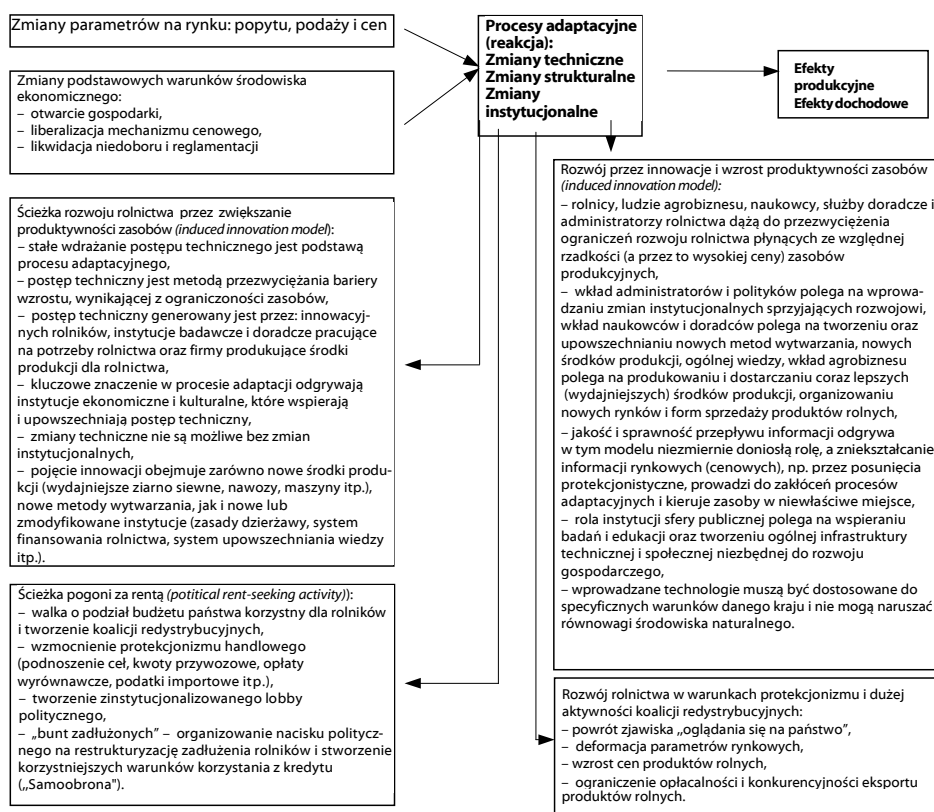 Zmiany parametrów na rynku: popytu, podaży i cen
Zmiany podstawowych warunków środowiska
ekonomicznego:
– otwarcie gospodarki,
– liberalizacja mechanizmu cenowego,
– likwidacja niedoboru i reglamentacji
Procesy adaptacyjne
(reakcja):
Zmiany techniczne
Zmiany strukturalne
Zmiany
instytucjonalne
Efekty
produkcyjne
Efekty dochodowe
Ścieżka rozwoju rolnictwa przez zwiększanie
produktywności zasobów (induced innovation model):
– stałe wdrażanie postępu technicznego jest podstawą
procesu adaptacyjnego,
– postęp techniczny jest metodą przezwyciężania bariery
wzrostu, wynikającej z ograniczoności zasobów,
– postęp techniczny generowany jest przez: innowacyj-
nych rolników, instytucje badawcze i doradcze pracujące
na potrzeby rolnictwa oraz firmy produkujące środki
produkcji dla rolnictwa,
– kluczowe znaczenie w procesie adaptacji odgrywają
instytucje ekonomiczne i kulturalne, które wspierają
i upowszechniają postęp techniczny,
– zmiany techniczne nie są możliwe bez zmian
instytucjonalnych,
– pojęcie innowacji obejmuje zarówno nowe środki produ-
kcji (wydajniejsze ziarno siewne, nawozy, maszyny itp.),
nowe metody wytwarzania, jak i nowe lub
zmodyfikowane instytucje (zasady dzierżawy, system
finansowania rolnictwa, system upowszechniania wiedzy
itp.).
Ścieżka pogoni za rentą (potitical rent-seeking activity)):
– walka o podział budżetu państwa korzystny dla rolników
i tworzenie koalicji redystrybucyjnych,
– wzmocnienie protekcjonizmu handlowego
(podnoszenie ceł, kwoty przywozowe, opłaty
wyrównawcze, podatki importowe itp.),
– tworzenie zinstytucjonalizowanego lobby
politycznego,
– „bunt zadłużonych” – organizowanie nacisku politycz-
nego na restrukturyzację zadłużenia rolników i stworzenie
korzystniejszych warunków korzystania z kredytu
(„Samoobrona").
Rozwój przez innowacje i wzrost produktywności zasobów
(induced innovation model):
– rolnicy, ludzie agrobiznesu, naukowcy, służby doradcze i
administratorzy rolnictwa dążą do przezwyciężenia
ograniczeń rozwoju rolnictwa płynących ze względnej
rzadkości (a przez to wysokiej ceny) zasobów
produkcyjnych,
– wkład administratorów i polityków polega na wprowa-
dzaniu zmian instytucjonalnych sprzyjających rozwojowi,
wkład naukowców i doradców polega na tworzeniu oraz
upowszechnianiu nowych metod wytwarzania, nowych
środków produkcji, ogólnej wiedzy, wkład agrobiznesu
polega na produkowaniu i dostarczaniu coraz lepszych
(wydajniejszych) środków produkcji, organizowaniu
nowych rynków i form sprzedaży produktów rolnych,
– jakość i sprawność przepływu informacji odgrywa
w tym modelu niezmiernie doniosłą rolę, a zniekształcanie
informacji rynkowych (cenowych), np. przez posunięcia
protekcjonistyczne, prowadzi do zakłóceń procesów
adaptacyjnych i kieruje zasoby w niewłaściwe miejsce,
– rola instytucji sfery publicznej polega na wspieraniu
badań i edukacji oraz tworzeniu ogólnej infrastruktury
technicznej i społecznej niezbędnej do rozwoju
gospodarczego,
– wprowadzane technologie muszą być dostosowane do
specyficznych warunków danego kraju i nie mogą naruszać
równowagi środowiska naturalnego.
Rozwój rolnictwa w warunkach protekcjonizmu i dużej
aktywności koalicji redystrybucyjnych:
– powrót zjawiska „oglądania się na państwo”,
– deformacja parametrów rynkowych,
– wzrost cen produktów rolnych,
– ograniczenie opłacalności i konkurencyjności eksportu
produktów rolnych.